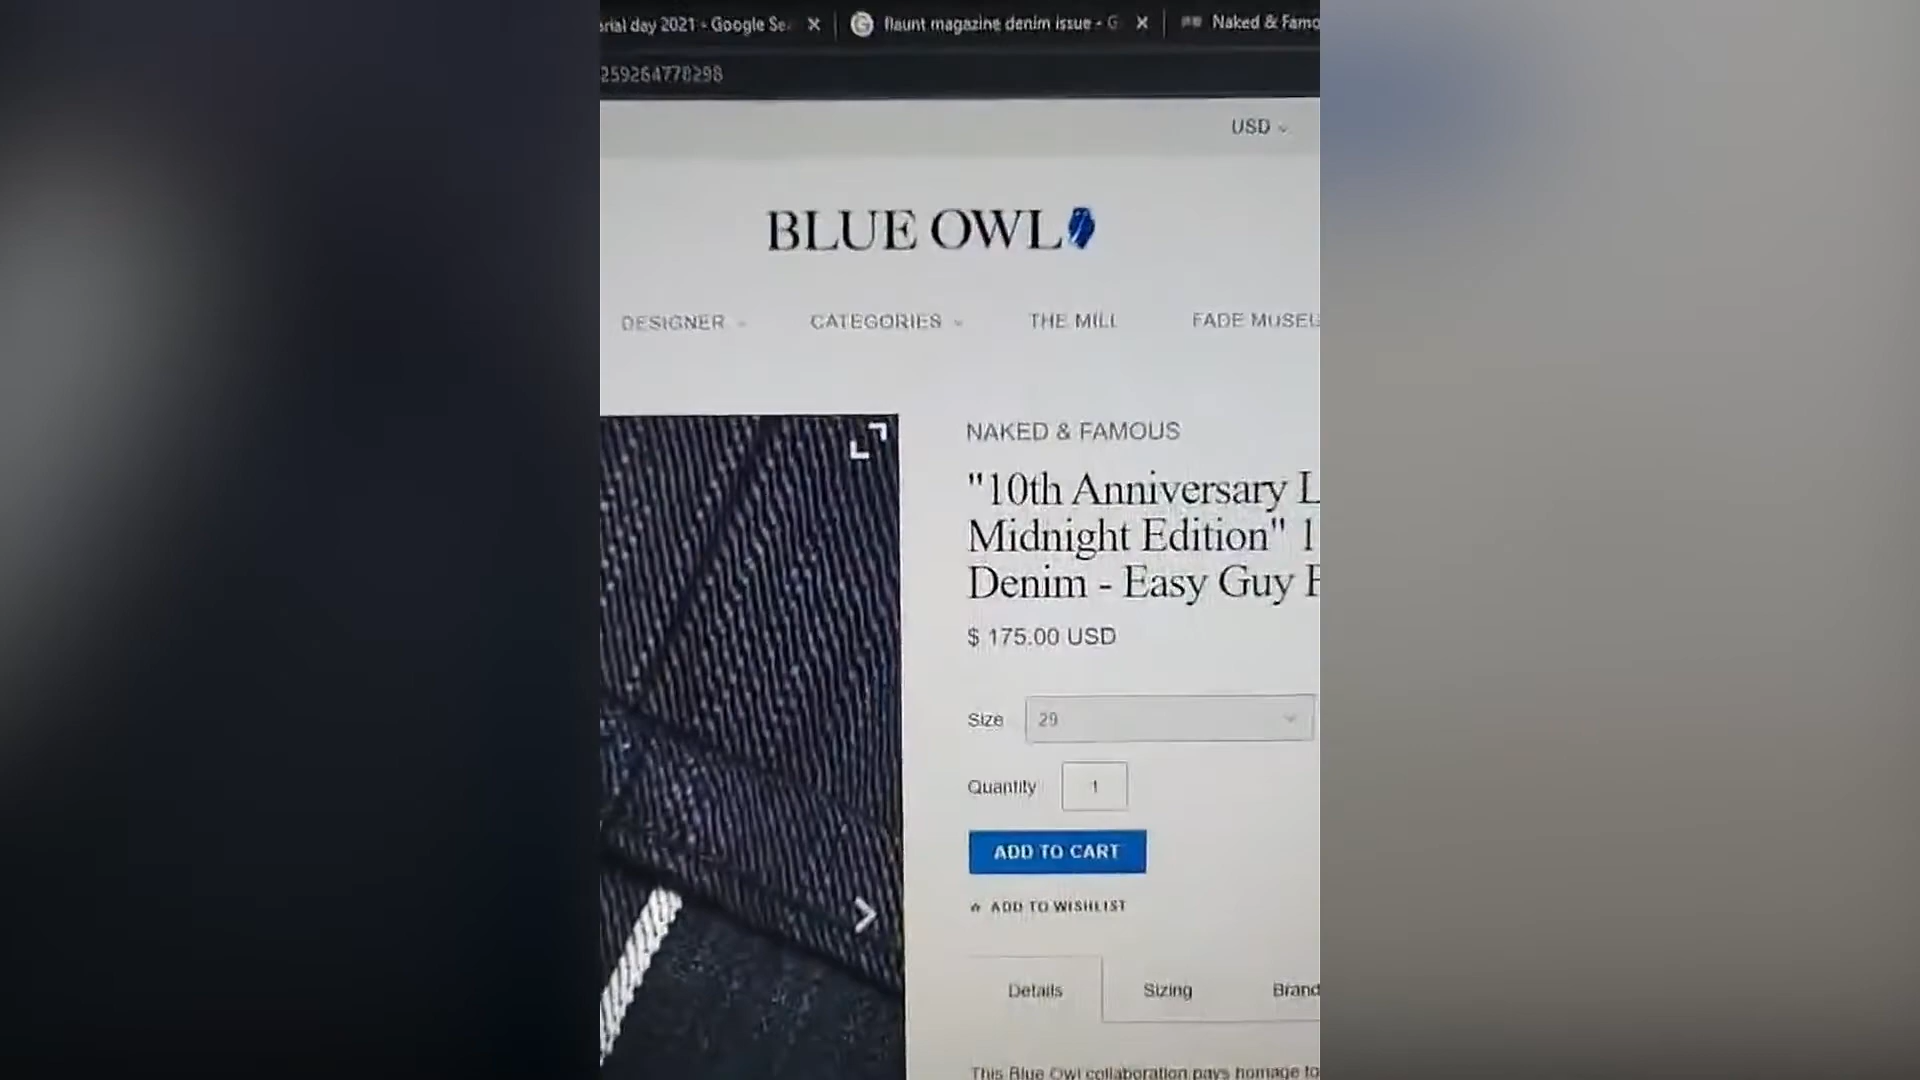 rial day 2021 - Google Se
flaunt magazine denim issue - G
Naked & Famo
259264778298
USD
BLUE OWL
DESIGNER
CATEGORIES
THE MILL
FADE MUSEU
NAKED & FAMOUS
"10th Anniversary L
Midnight Edition" 1
Denim - Easy Guy F
$ 175.00 USD
Size 29
Quantity 1
ADD TO CART
ADD TO WISHLIST
Details
Sizing
Brand
This Blue Owl collaboration pays homage to